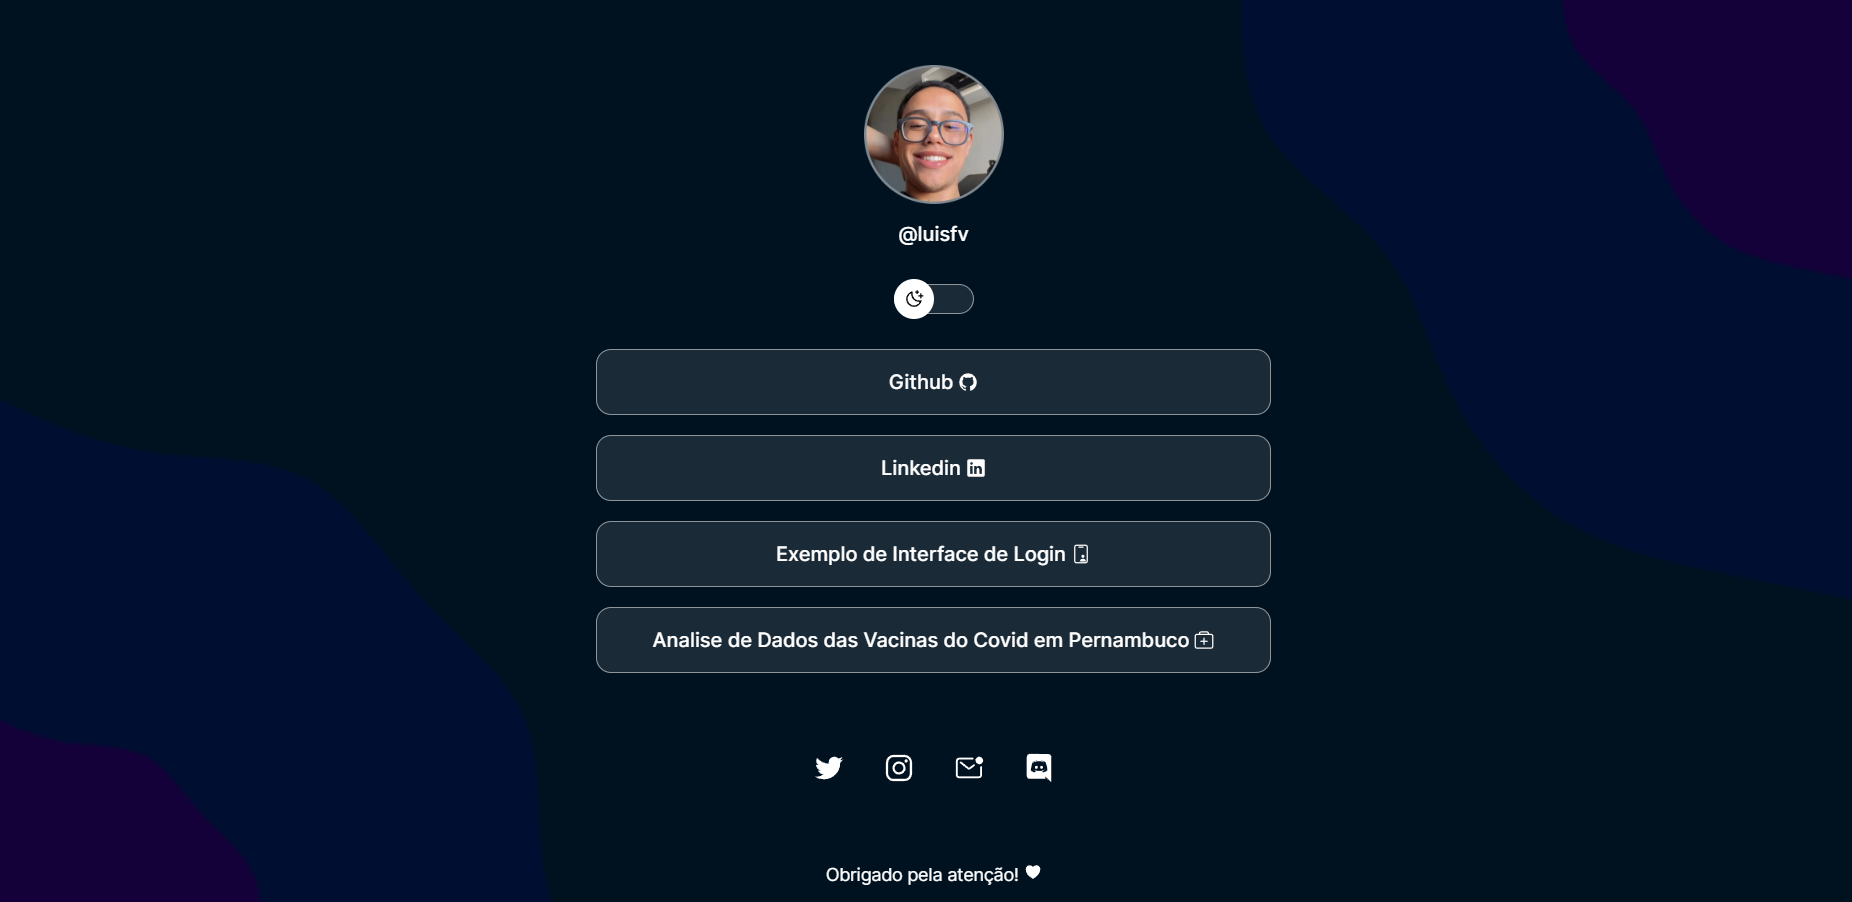 @luisfv
Github
Linkedin
Exemplo de Interface de Login
Analise de Dados das Vacinas do Covid em Pernambuco
Obrigado pela atenção!